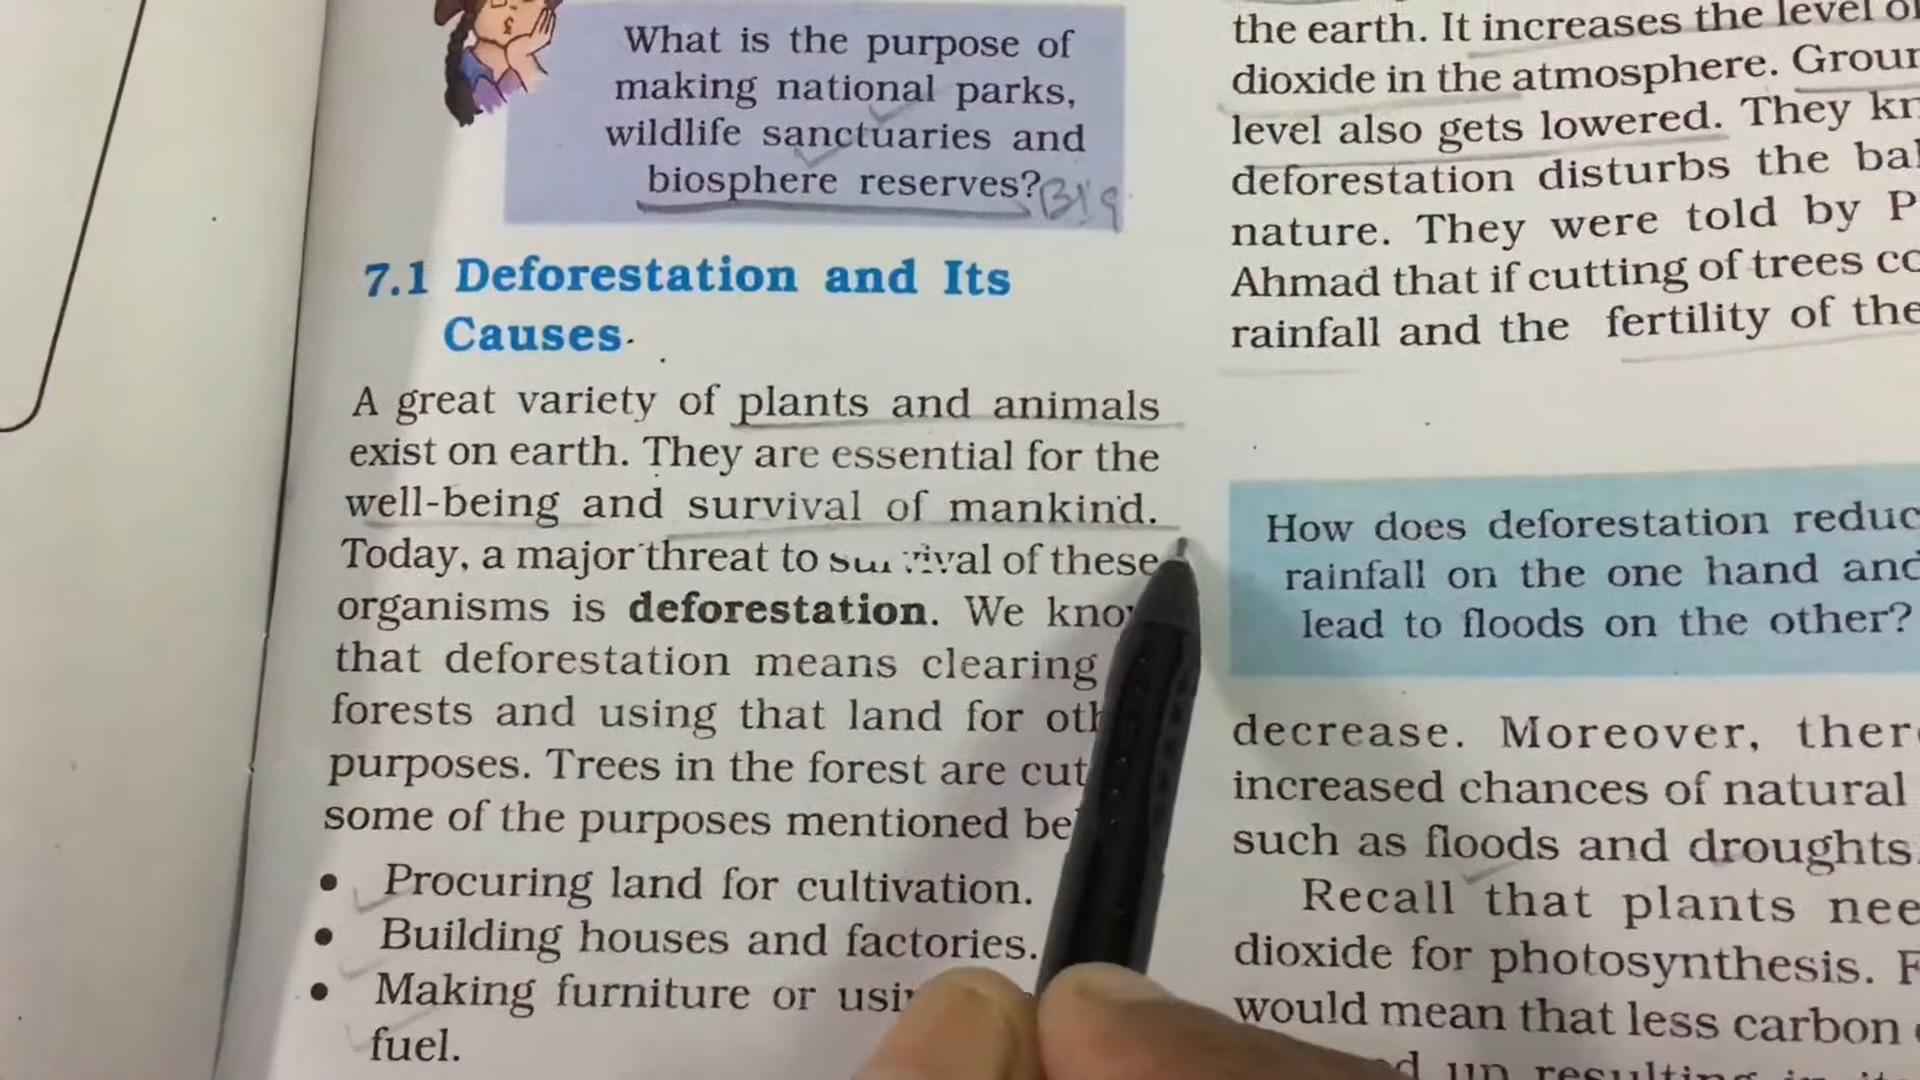 What is the purpose of
making national parks,
wildlife sanctuaries and
biosphere reserves?
7.1 Deforestation and Its
Causes
A great variety of plants and animals
exist on earth. They are essential for the
well-being and survival of mankind.
Today, a major threat to survival of these
organisms is deforestation. We
that deforestation means clearing
forests and using that land for
purposes. Trees in the forest are cut
some of the purposes mentioned
• Procuring land for cultivation.
• Building houses and factories.
• Making furniture or
fuel.
the earth. It increases the level
dioxide in the atmosphere.
level also gets lowered. They
deforestation disturbs the
nature. They were told by
Ahmad that if cutting of trees
rainfall and the fertility of the
How does deforestation
rainfall on the one hand and
lead to floods on the other?
decrease. Moreover,
increased chances of natural
such as floods and droughts.
Recall that plants
dioxide for photosynthesis.
would mean that less carbon
up